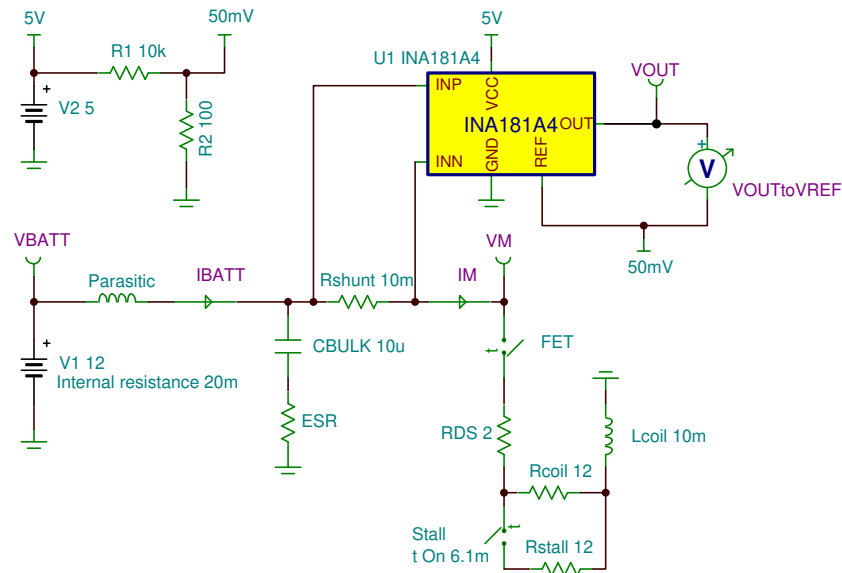 5V
50mV
R1 10k
V2 5
R2 100
5V
U1 INA181A4
INP
VCC
INA181A4
OUT
INN
GND
REF
VOUT
+
V
VOUTtoVREF
50mV
VBATT
Parasitic
IBATT
Rshunt 10m
IM
VM
+
V1 12
Internal resistance 20m
CBULK 10u
ESR
t
FET
RDS 2
Lcoil 10m
Rcoil 12
Stall
t On 6.1m
t
Rstall 12
+